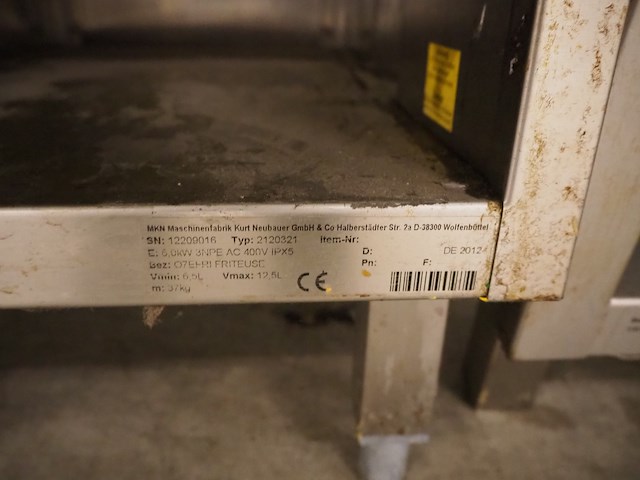 MKN Maschinenfabrik Kurt Neubauer GmbH & Co Halberstädter Str. 2a D-38300 Wolfenbüttel
SN: 12209016 Typ: 2120321 Item-Nr:
E: 6,0kW 3NPE AC 400V IPX5 D: DE 2012
Bez: FRITEUSE Pn: F:
Vmin: 6,5L Vmax: 12,5L CE
m: 37kg